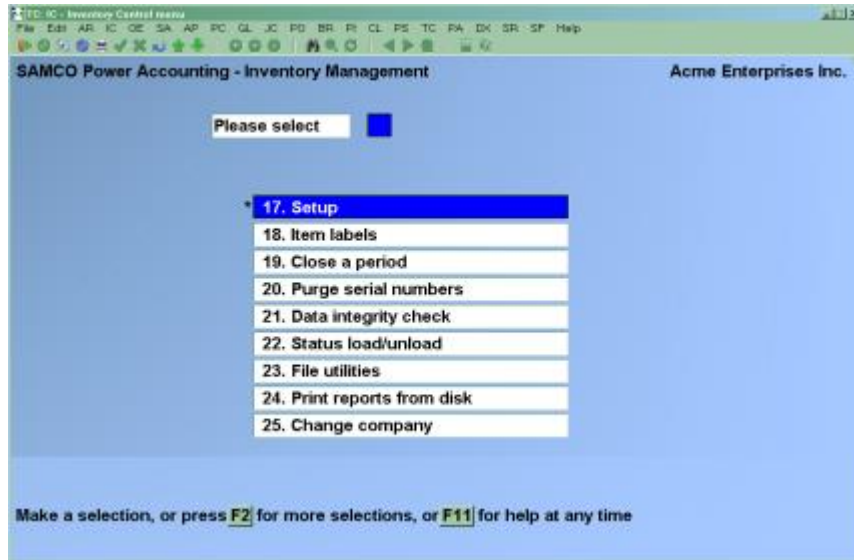 IC - Inventory Control menu
File Edit AR IC OE SA AP PC GL JC PO BR PI CL PS TC PA DX SR SF Help
SAMCO Power Accounting - Inventory Management Acme Enterprises Inc.
Please select
* 17. Setup
18. Item labels
19. Close a period
20. Purge serial numbers
21. Data integrity check
22. Status load/unload
23. File utilities
24. Print reports from disk
25. Change company
Make a selection, or press F2 for more selections, or F11 for help at any time